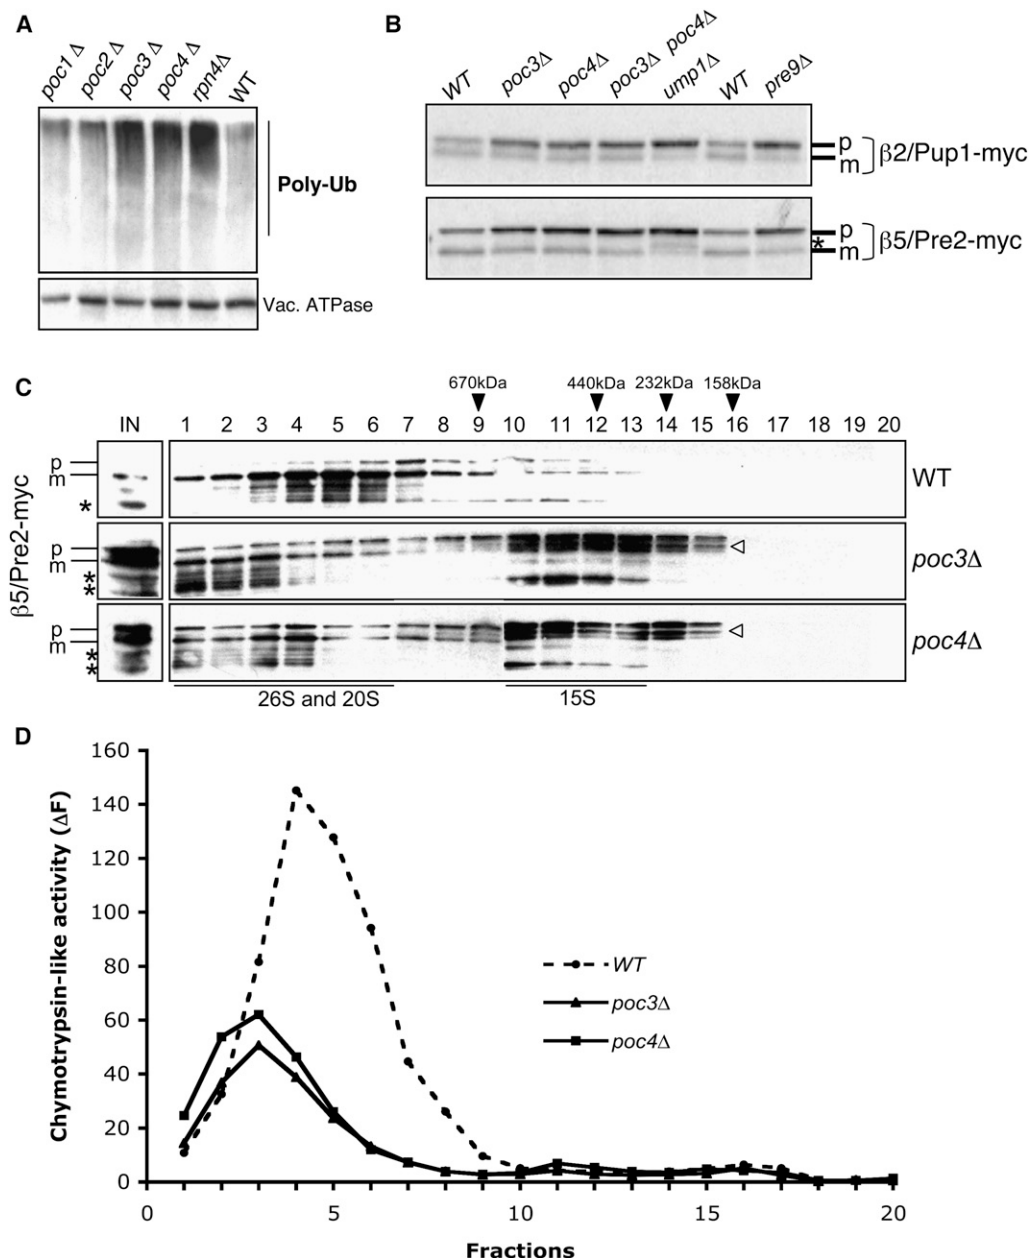 A
poc1 Δ
poc2 Δ
poc3 Δ
poc4 Δ
rpn4Δ
WT
Poly-Ub
Vac. ATPase
B
WT
poc3Δ
poc4Δ
poc3Δ poc4Δ
ump1Δ
WT
pre9Δ
p
m
β2/Pup1-myc
p
*
m
β5/Pre2-myc
C
670kDa 440kDa 232kDa 158kDa
IN 1 2 3 4 5 6 7 8 9 10 11 12 13 14 15 16 17 18 19 20
β5/Pre2-myc
p
m
*
WT
p
m
*
*
poc3Δ
p
m
*
*
poc4Δ
26S and 20S 15S
D
Chymotrypsin-like activity (ΔF)
160
140
120
100
80
60
40
20
0
WT
poc3Δ
poc4Δ
0 5 10 15 20
Fractions